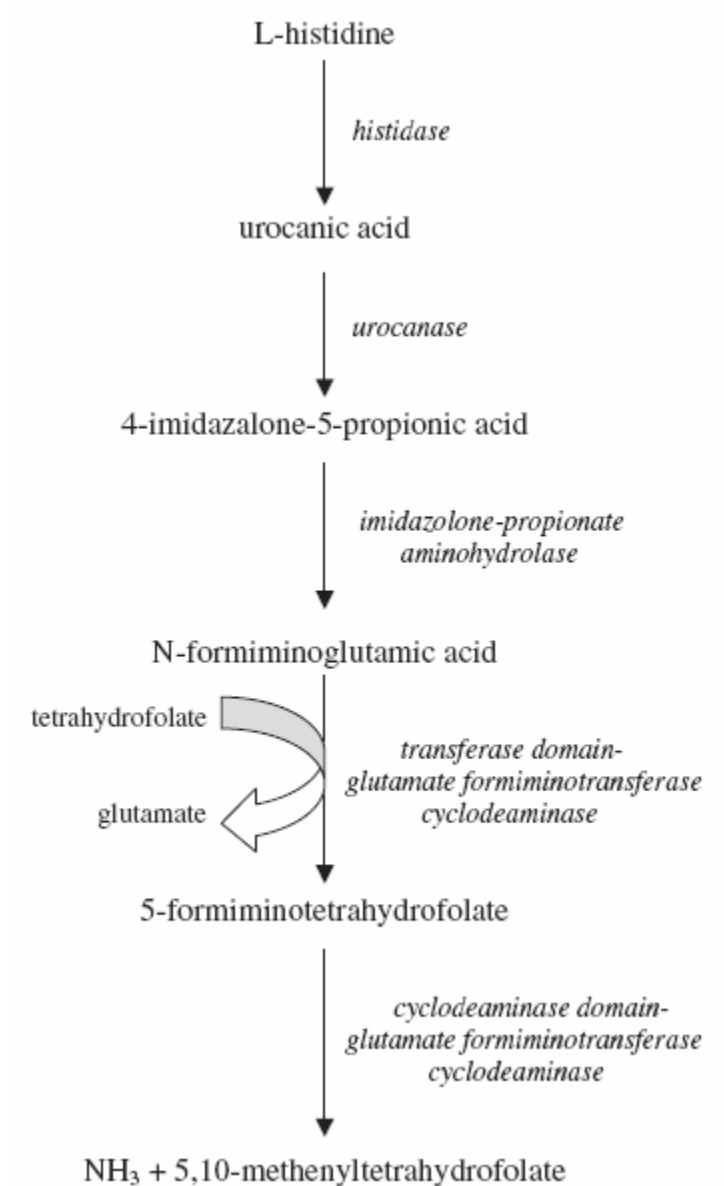 L-histidine
histidase
urocanic acid
urocanase
4-imidazalone-5-propionic acid
imidazolone-propionate
aminohydrolase
N-formiminoglutamic acid
tetrahydrofolate
transferase domain-
glutamate formiminotransferase
cyclodeaminase
glutamate
5-formiminotetrahydrofolate
cyclodeaminase domain-
glutamate formiminotransferase
cyclodeaminase
NH₃ + 5,10-methenyltetrahydrofolate